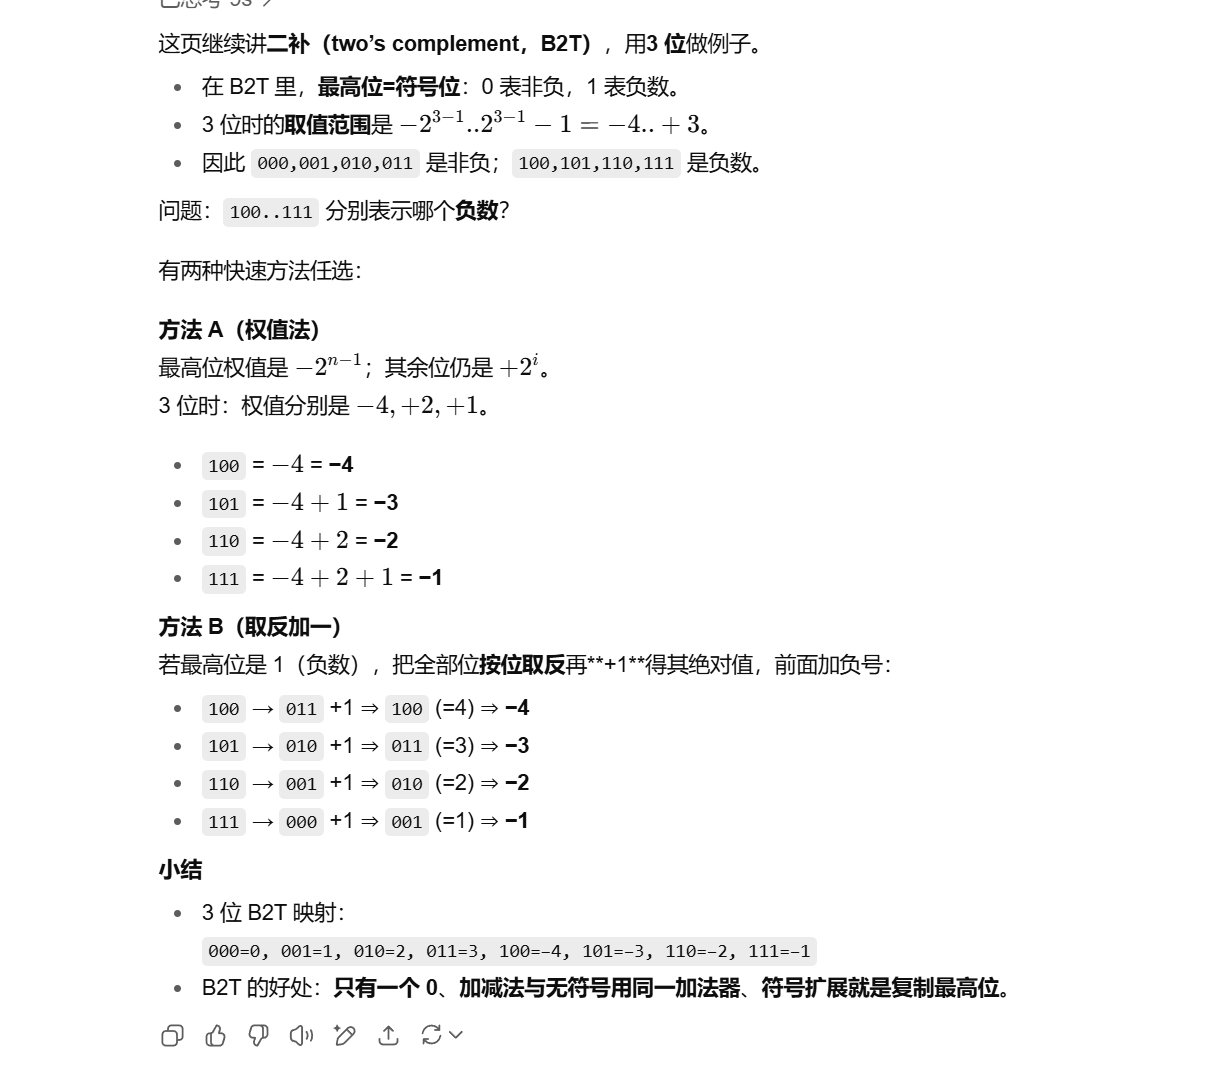 已思考 9s >
这页继续讲二补（two’s complement，B2T），用3 位做例子。
• 在 B2T 里，最高位=符号位：0 表非负，1 表负数。
• 3 位时的取值范围是 −2^{3−1}..2^{3−1} − 1 = −4.. + 3。
• 因此 000,001,010,011 是非负；100,101,110,111 是负数。
问题：100..111 分别表示哪个负数？
有两种快速方法任选：
方法 A（权值法）
最高位权值是 −2^{n−1}；其余位仍是 +2^i。
3 位时：权值分别是 −4, +2, +1。
• 100 = −4 = −4
• 101 = −4 + 1 = −3
• 110 = −4 + 2 = −2
• 111 = −4 + 2 + 1 = −1
方法 B（取反加一）
若最高位是 1（负数），把全部位按位取反再**+1**得其绝对值，前面加负号：
• 100 → 011 +1 ⇒ 100 (=4) ⇒ −4
• 101 → 010 +1 ⇒ 011 (=3) ⇒ −3
• 110 → 001 +1 ⇒ 010 (=2) ⇒ −2
• 111 → 000 +1 ⇒ 001 (=1) ⇒ −1
小结
• 3 位 B2T 映射：
000=0, 001=1, 010=2, 011=3, 100=−4, 101=−3, 110=−2, 111=−1
• B2T 的好处：只有一个 0、加减法与无符号用同一加法器、符号扩展就是复制最高位。